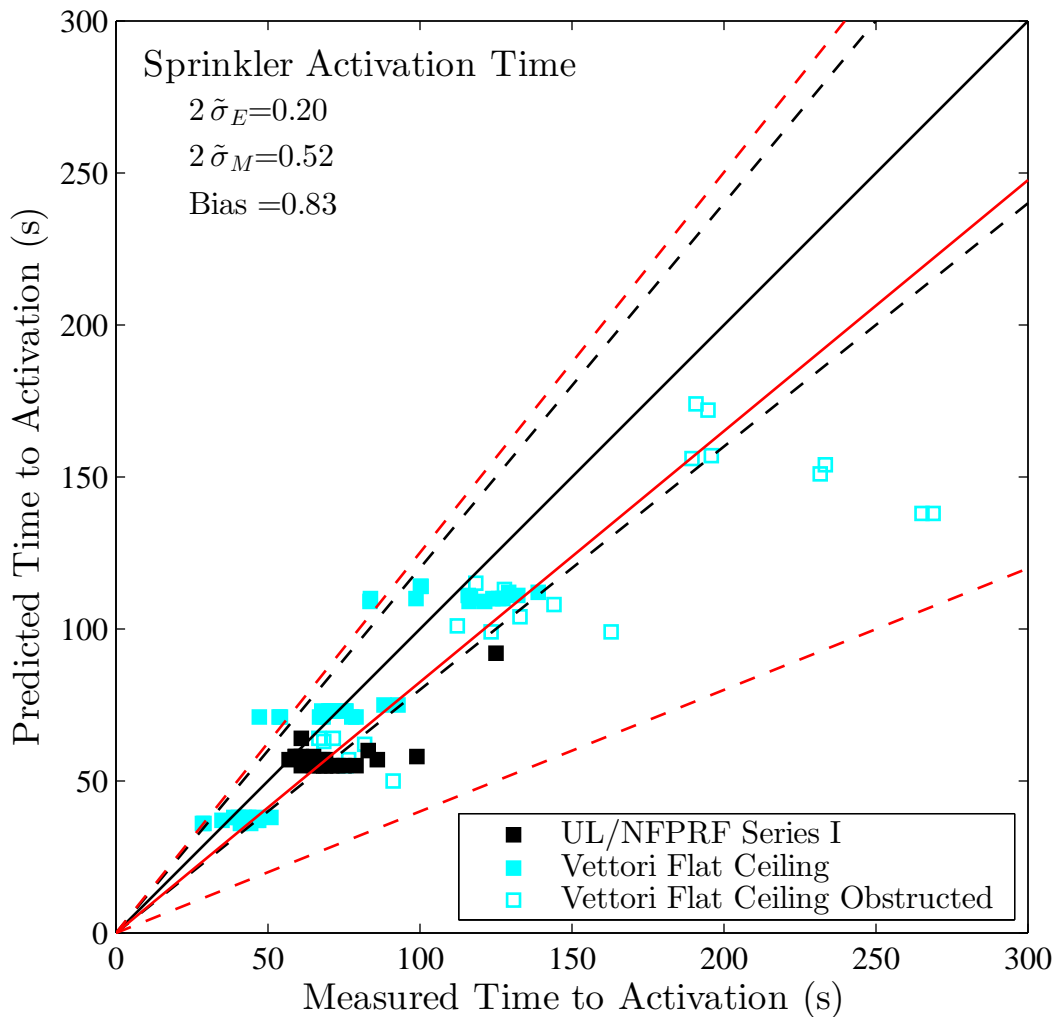 300
250
200
150
100
50
0
Predicted Time to Activation (s)
Sprinkler Activation Time
2 σ̃_E=0.20
2 σ̃_M=0.52
Bias =0.83
UL/NFPRF Series I
Vettori Flat Ceiling
Vettori Flat Ceiling Obstructed
0 50 100 150 200 250 300
Measured Time to Activation (s)